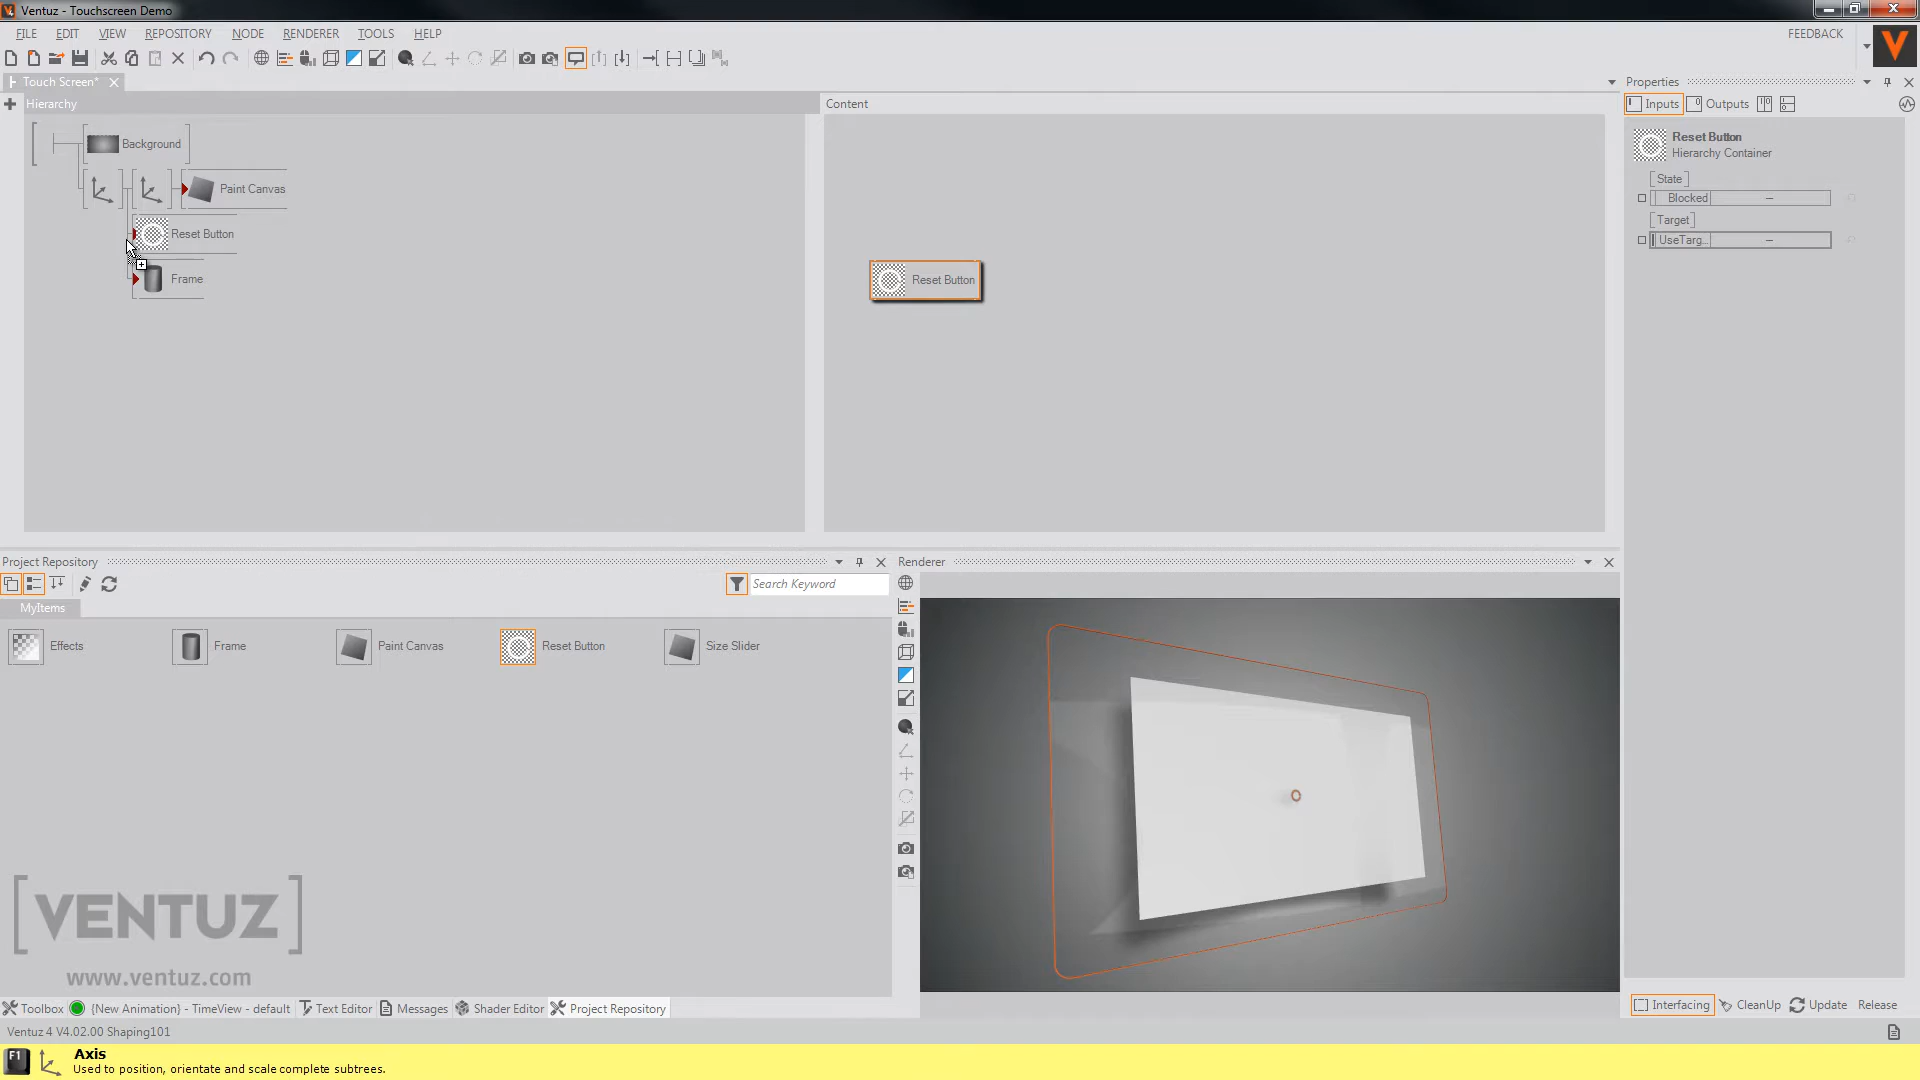 Ventuz - Touchscreen Demo
FILE EDIT VIEW REPOSITORY NODE RENDERER TOOLS HELP
FEEDBACK
V
Touch Screen*
Properties
Hierarchy
Content
Inputs Outputs
Reset Button
Hierarchy Container
Background
[State]
Paint Canvas
Blocked –
[Target]
Reset Button
UseTarg... –
Frame
Reset Button
Project Repository
Renderer
Search Keyword
MyItems
Effects Frame Paint Canvas Reset Button Size Slider
[VENTUZ]
www.ventuz.com
Toolbox {New Animation} - TimeView - default Text Editor Messages Shader Editor Project Repository
Interfacing CleanUp Update Release
Ventuz 4 V4.02.00 Shaping101
F1
Axis
Used to position, orientate and scale complete subtrees.